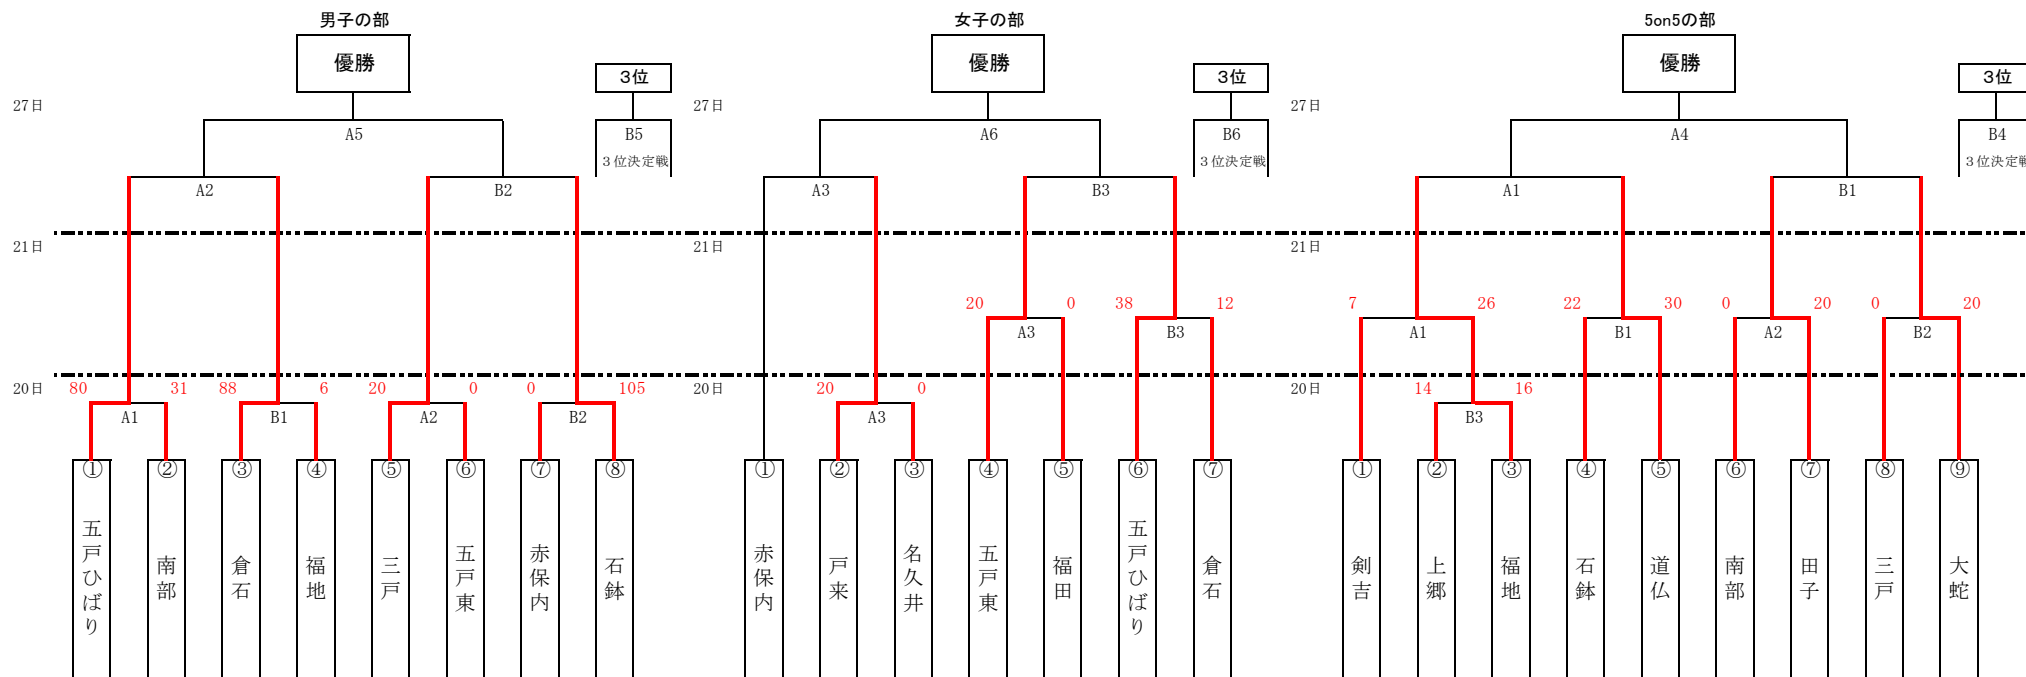 男子の部
女子の部
5on5の部
優勝
優勝
優勝
3位
3位
3位
27日
27日
27日
A5
B5
A6
B6
A4
B4
3位決定戦
3位決定戦
3位決定戦
A2
B2
A3
B3
A1
B1
21日
21日
21日
20
0
38
12
7
26
22
30
0
20
0
20
A3
B3
A1
B1
A2
B2
20日
20日
20日
80
31
88
6
20
0
0
105
20
0
14
16
A1
B1
A2
B2
A3
B3
①
②
③
④
⑤
⑥
⑦
⑧
①
②
③
④
⑤
⑥
⑦
①
②
③
④
⑤
⑥
⑦
⑧
⑨
五戸ひばり
南部
倉石
福地
三戸
五戸東
赤保内
石鉢
赤保内
戸来
名久井
五戸東
福田
五戸ひばり
倉石
剣吉
上郷
福地
石鉢
道仏
南部
田子
三戸
大蛇